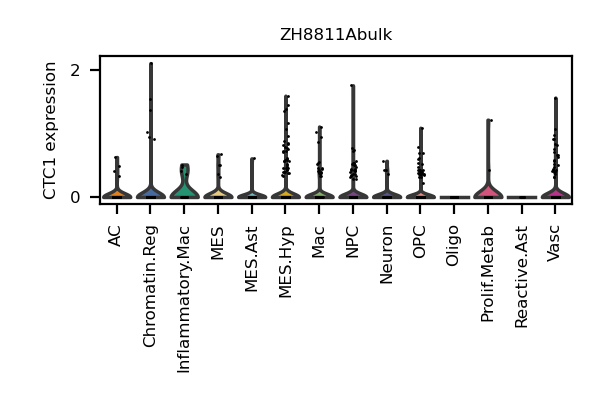 ZH8811Abulk
CTC1 expression
2
0
AC
Chromatin.Reg
Inflammatory.Mac
MES
MES.Ast
MES.Hyp
Mac
NPC
Neuron
OPC
Oligo
Prolif.Metab
Reactive.Ast
Vasc